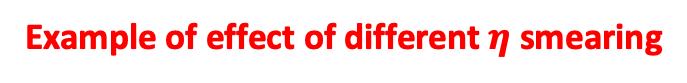 Example of effect of different η smearing